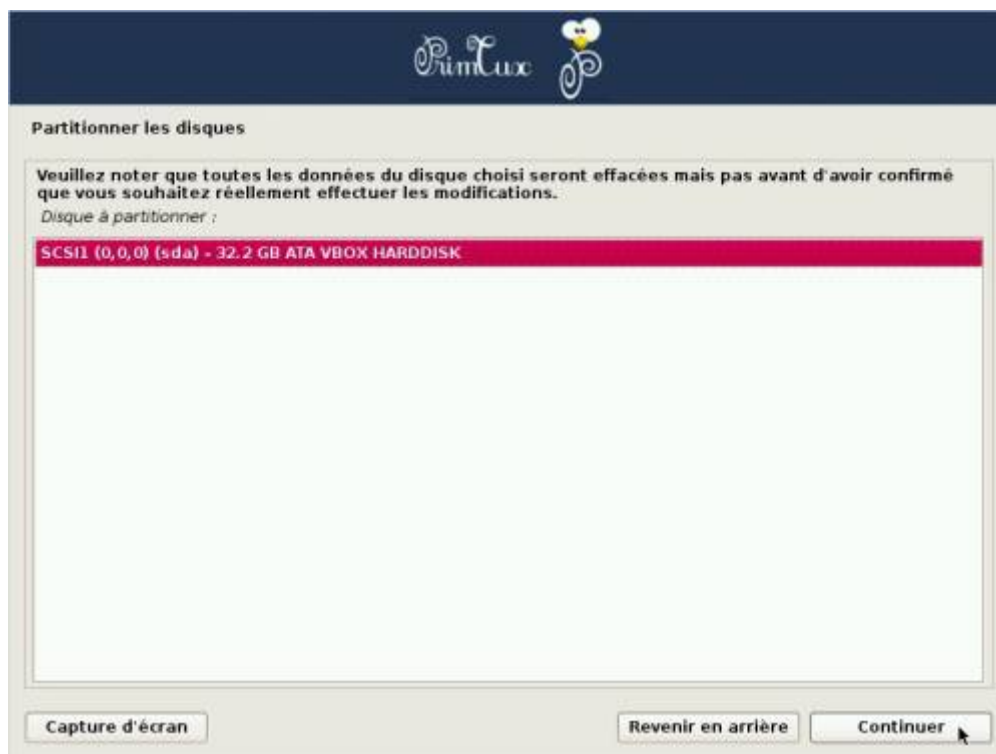 PrimTux
Partitionner les disques
Veuillez noter que toutes les données du disque choisi seront effacées mais pas avant d'avoir confirmé
que vous souhaitez réellement effectuer les modifications.
Disque à partitionner :
SCSI1 (0,0,0) (sda) - 32.2 GB ATA VBOX HARDDISK
Capture d'écran
Revenir en arrière
Continuer